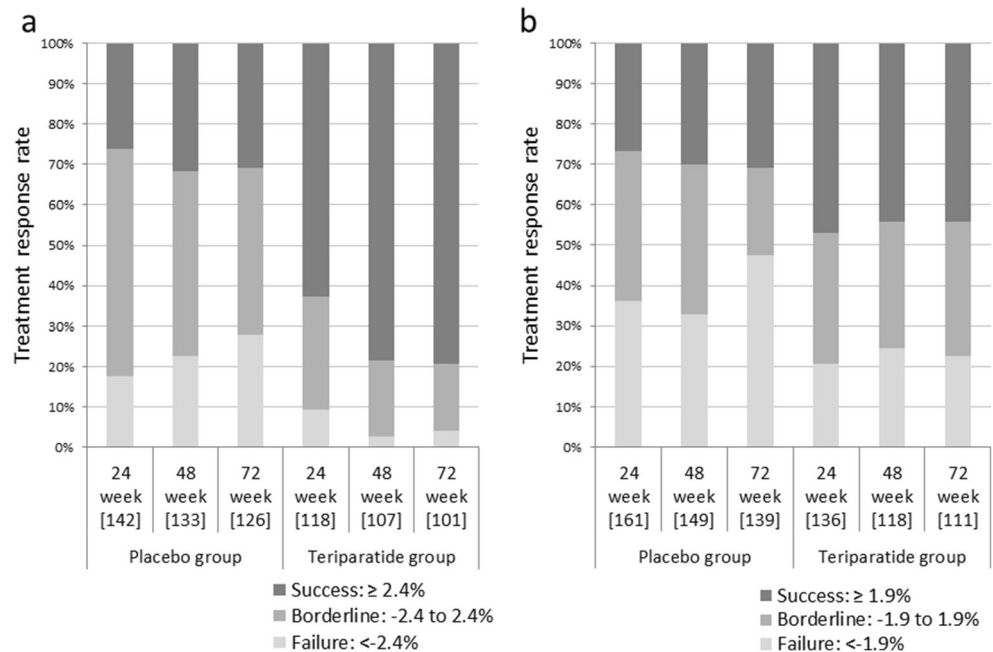 a
Treatment response rate
100%
90%
80%
70%
60%
50%
40%
30%
20%
10%
0%
24 week [142]
48 week [133]
72 week [126]
24 week [118]
48 week [107]
72 week [101]
Placebo group
Teriparatide group
Success: ≥ 2.4%
Borderline: -2.4 to 2.4%
Failure: <-2.4%
b
Treatment response rate
100%
90%
80%
70%
60%
50%
40%
30%
20%
10%
0%
24 week [161]
48 week [149]
72 week [139]
24 week [136]
48 week [118]
72 week [111]
Placebo group
Teriparatide group
Success: ≥ 1.9%
Borderline: -1.9 to 1.9%
Failure: <-1.9%